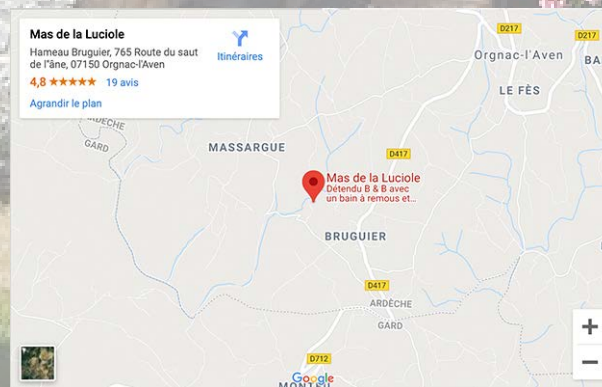 Mas de la Luciole
Hameau Bruguier, 765 Route du saut
de l'âne, 07150 Orgnac-l'Aven
4,8 ★★★★★ 19 avis
Agrandir le plan
Itinéraires
D217
D217
Orgnac-l'Aven
BA
LE FÈS
ARDÈCHE
GARD
MASSARGUE
D417
Mas de la Luciole
Détendu B & B avec
un bain à remous et...
BRUGUIER
D417
ARDÈCHE
GARD
D712
Google
+
−